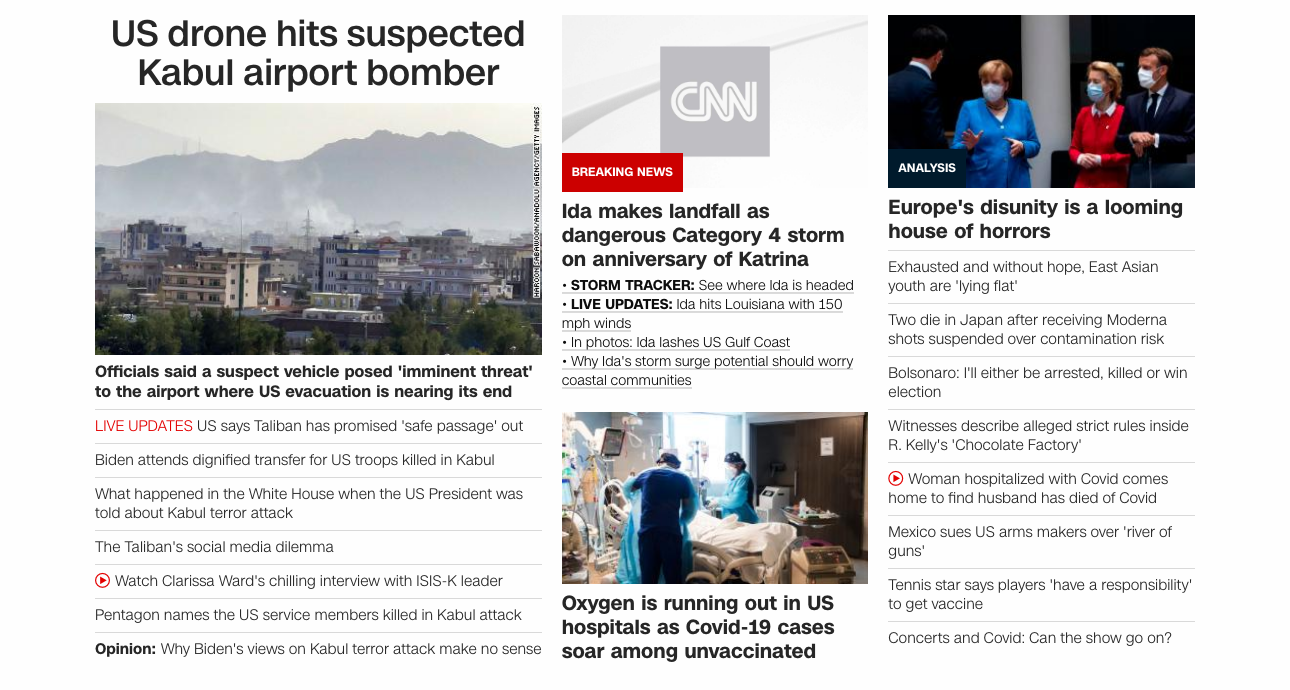 US drone hits suspected
Kabul airport bomber
MAROON SABAWOON/ANADOLU AGENCY/GETTY IMAGES
Officials said a suspect vehicle posed 'imminent threat'
to the airport where US evacuation is nearing its end
LIVE UPDATES US says Taliban has promised 'safe passage' out
Biden attends dignified transfer for US troops killed in Kabul
What happened in the White House when the US President was
told about Kabul terror attack
The Taliban's social media dilemma
Watch Clarissa Ward's chilling interview with ISIS-K leader
Pentagon names the US service members killed in Kabul attack
Opinion: Why Biden's views on Kabul terror attack make no sense
CNN
BREAKING NEWS
Ida makes landfall as
dangerous Category 4 storm
on anniversary of Katrina
• STORM TRACKER: See where Ida is headed
• LIVE UPDATES: Ida hits Louisiana with 150
mph winds
• In photos: Ida lashes US Gulf Coast
• Why Ida's storm surge potential should worry
coastal communities
Oxygen is running out in US
hospitals as Covid-19 cases
soar among unvaccinated
ANALYSIS
Europe's disunity is a looming
house of horrors
Exhausted and without hope, East Asian
youth are 'lying flat'
Two die in Japan after receiving Moderna
shots suspended over contamination risk
Bolsonaro: I'll either be arrested, killed or win
election
Witnesses describe alleged strict rules inside
R. Kelly's 'Chocolate Factory'
Woman hospitalized with Covid comes
home to find husband has died of Covid
Mexico sues US arms makers over 'river of
guns'
Tennis star says players 'have a responsibility'
to get vaccine
Concerts and Covid: Can the show go on?